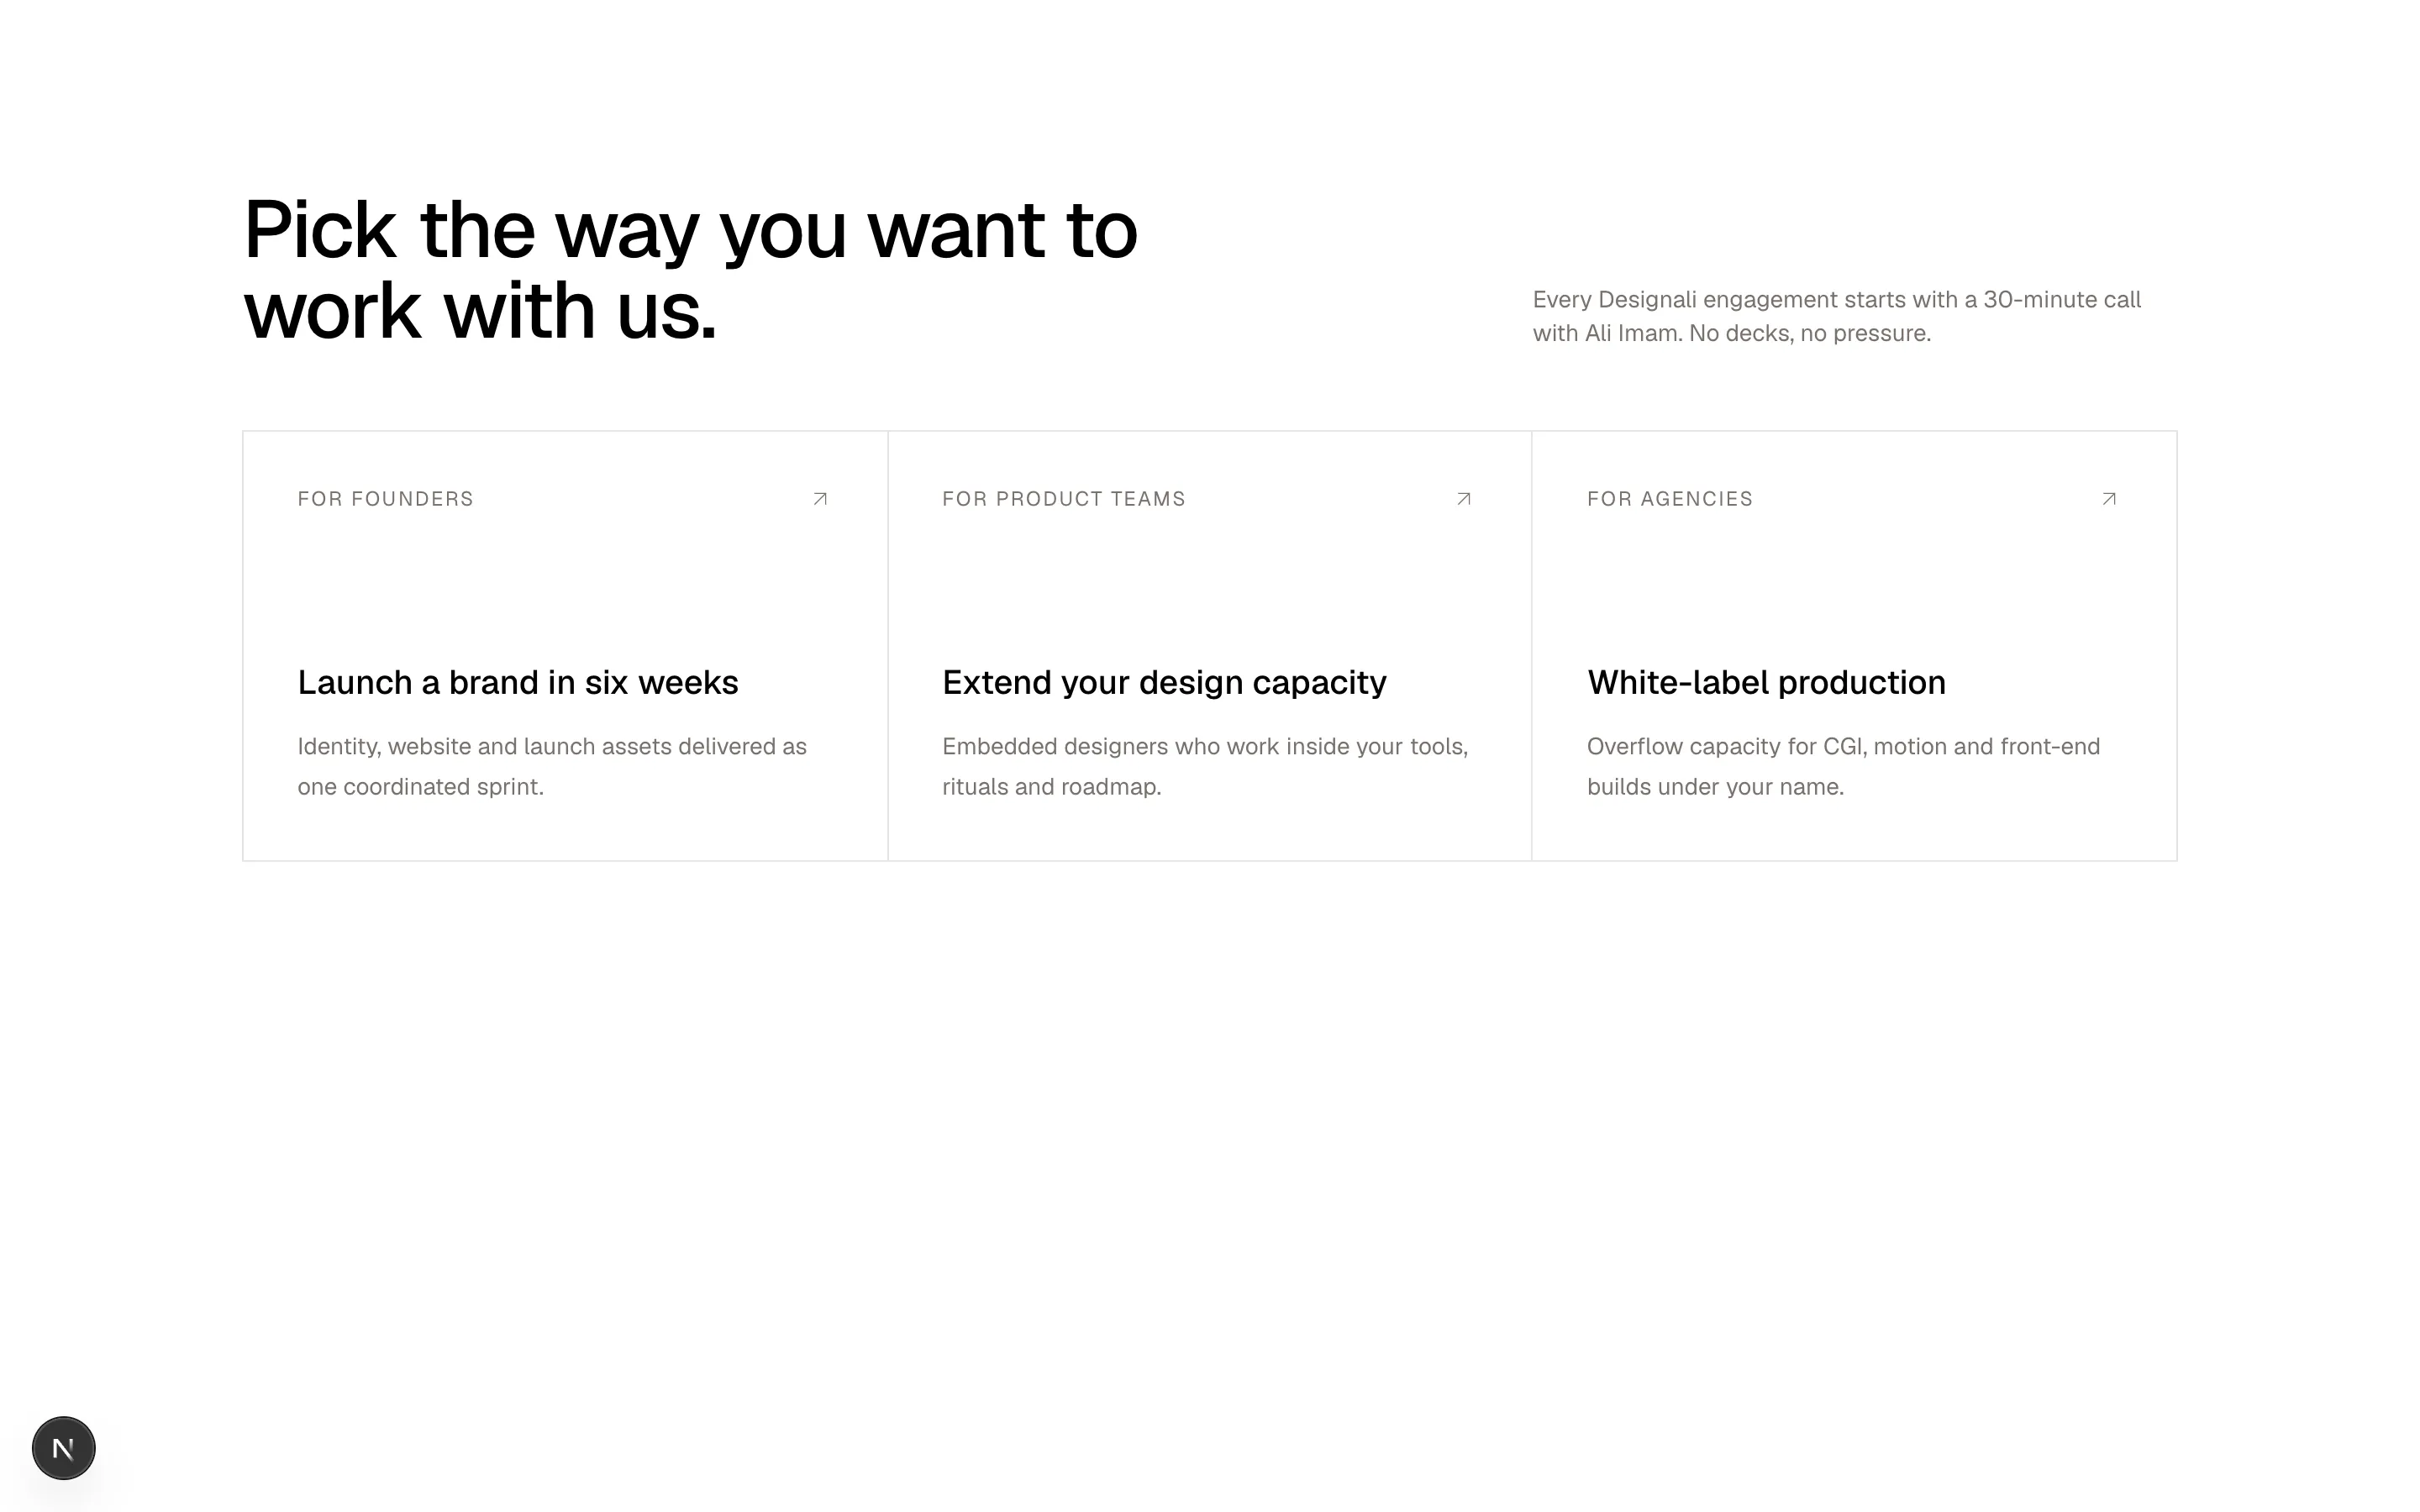 Pick the way you want to
work with us.
Every Designali engagement starts with a 30-minute call
with Ali Imam. No decks, no pressure.
FOR FOUNDERS
Launch a brand in six weeks
Identity, website and launch assets delivered as
one coordinated sprint.
FOR PRODUCT TEAMS
Extend your design capacity
Embedded designers who work inside your tools,
rituals and roadmap.
FOR AGENCIES
White-label production
Overflow capacity for CGI, motion and front-end
builds under your name.
N